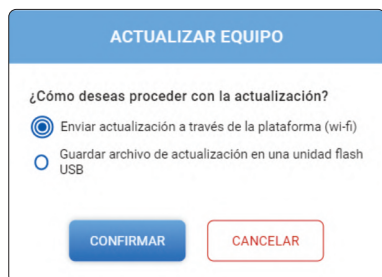 ACTUALIZAR EQUIPO
¿Cómo deseas proceder con la actualización?
Enviar actualización a través de la plataforma (wi-fi)
Guardar archivo de actualización en una unidad flash
USB
CONFIRMAR
CANCELAR